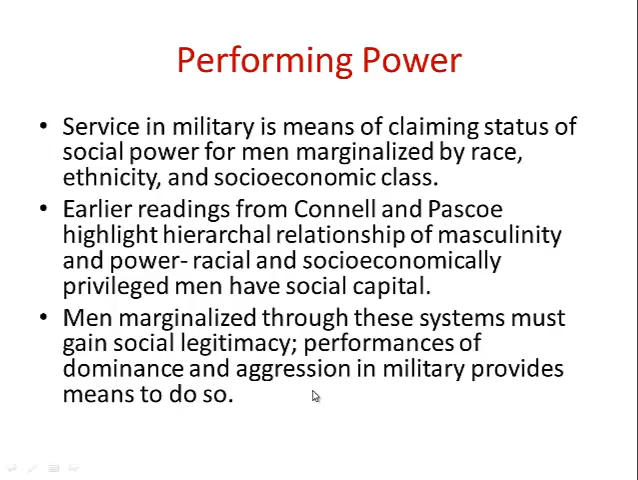 Performing Power
• Service in military is means of claiming status of
social power for men marginalized by race,
ethnicity, and socioeconomic class.
• Earlier readings from Connell and Pascoe
highlight hierarchal relationship of masculinity
and power- racial and socioeconomically
privileged men have social capital.
• Men marginalized through these systems must
gain social legitimacy; performances of
dominance and aggression in military provides
means to do so.